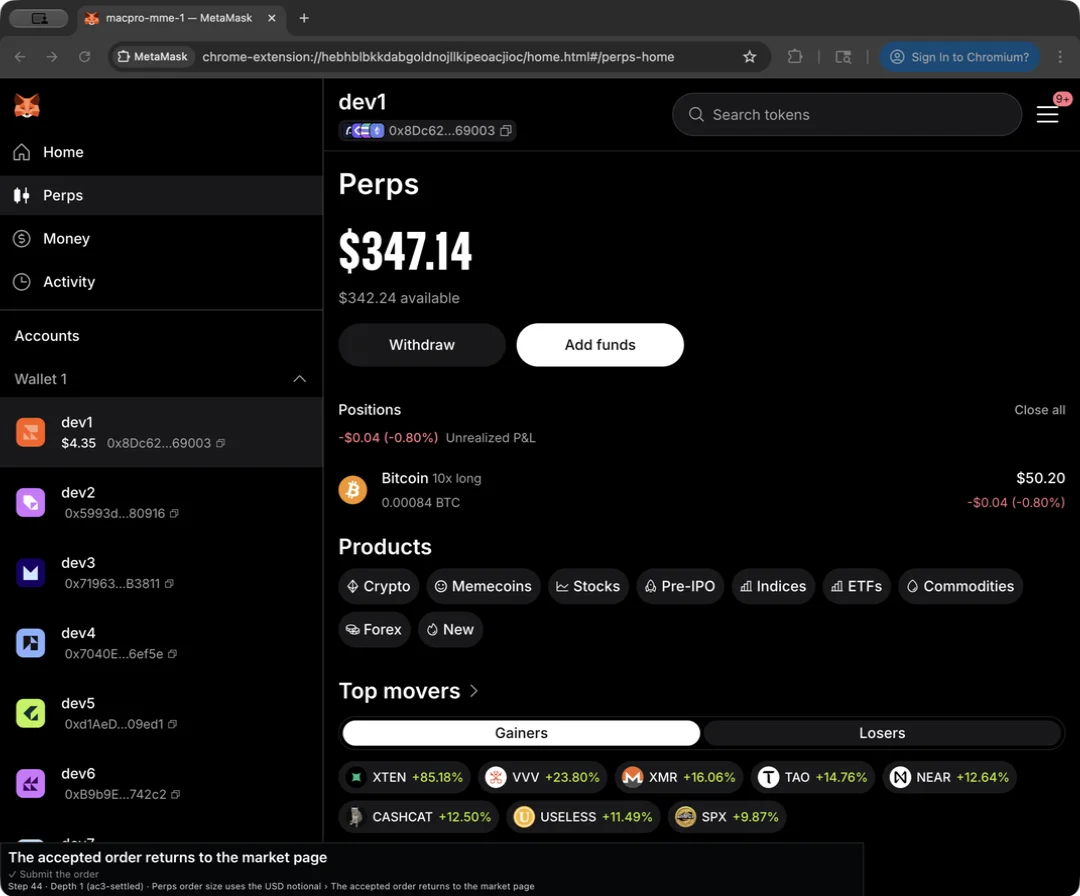 macpro-mme-1 — MetaMask
MetaMask
chrome-extension://hebhblbkkdabgoldnojllkipeoacjioc/home.html#/perps-home
Sign In to Chromium?
Home
Perps
Money
Activity
Accounts
Wallet 1
dev1
$4.35 0x8Dc62...69003
dev2
0x5993d...80916
dev3
0x71963...B3811
dev4
0x7040E...6ef5e
dev5
0xd1AeD...09ed1
dev6
0xB9b9E...742c2
dev1
0x8Dc62...69003
Search tokens
9+
Perps
$347.14
$342.24 available
Withdraw
Add funds
Positions
Close all
-$0.04 (-0.80%) Unrealized P&L
Bitcoin 10x long
$50.20
0.00084 BTC
-$0.04 (-0.80%)
Products
Crypto
Memecoins
Stocks
Pre-IPO
Indices
ETFs
Commodities
Forex
New
Top movers
Gainers
Losers
XTEN +85.18%
VVV +23.80%
XMR +16.06%
TAO +14.76%
NEAR +12.64%
CASHCAT +12.50%
USELESS +11.49%
SPX +9.87%
The accepted order returns to the market page
✓ Submit the order
Step 44 · Depth 1 (ac3-settled) · Perps order size uses the USD notional › The accepted order returns to the market page